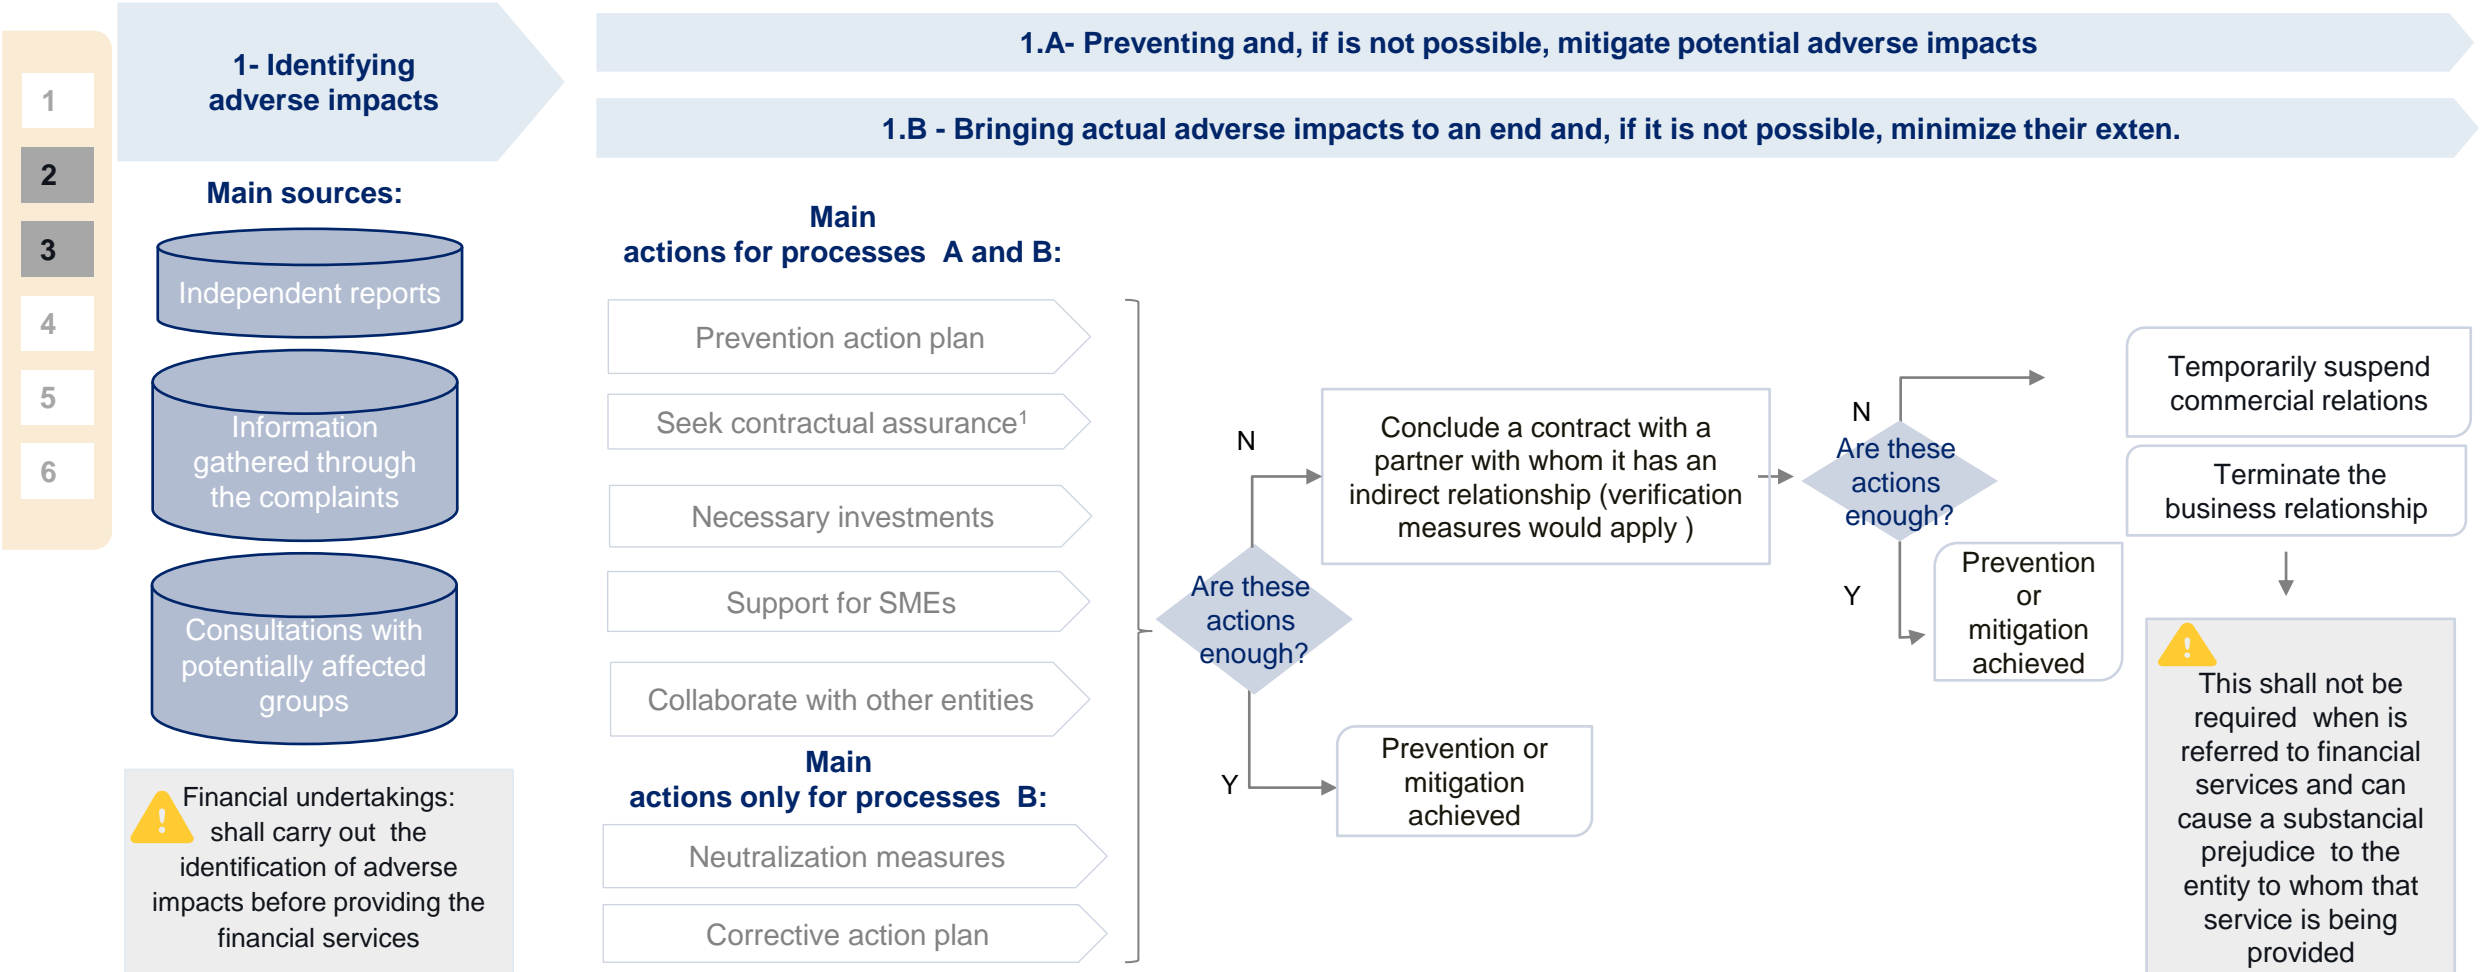 1
2
3
4
5
6
1- Identifying
adverse impacts
1.A- Preventing and, if is not possible, mitigate potential adverse impacts
1.B - Bringing actual adverse impacts to an end and, if it is not possible, minimize their exten.
Main sources:
Independent reports
Information
gathered through
the complaints
Consultations with
potentially affected
groups
Financial undertakings:
shall carry out the
identification of adverse
impacts before providing the
financial services
Main
actions for processes A and B:
Prevention action plan
Seek contractual assurance¹
Necessary investments
Support for SMEs
Collaborate with other entities
Main
actions only for processes B:
Neutralization measures
Corrective action plan
Are these
actions
enough?
N
Y
Conclude a contract with a
partner with whom it has an
indirect relationship (verification
measures would apply )
Prevention or
mitigation
achieved
N
Are these
actions
enough?
Y
Prevention
or
mitigation
achieved
Temporarily suspend
commercial relations
Terminate the
business relationship
This shall not be
required when is
referred to financial
services and can
cause a substancial
prejudice to the
entity to whom that
service is being
provided